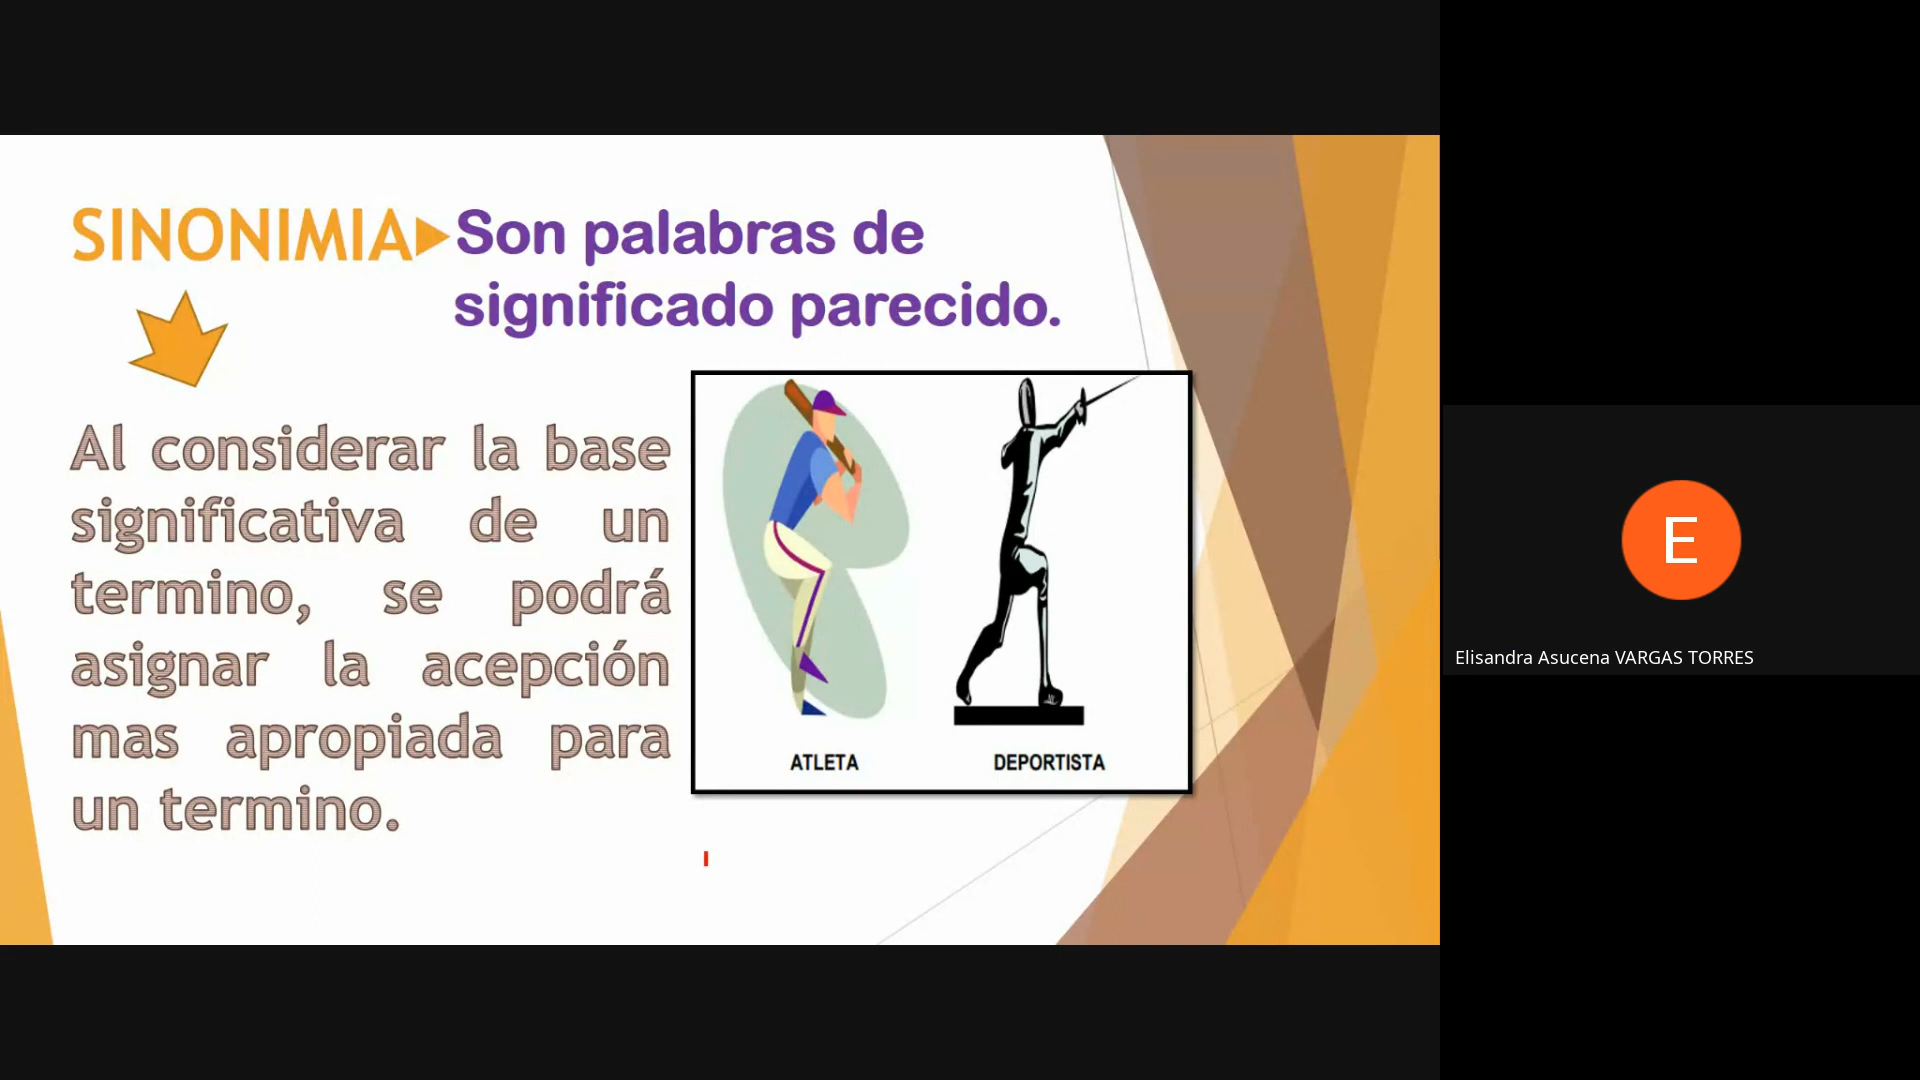 SINONIMIA Son palabras de
significado parecido.
Al considerar la base
significativa de un
termino, se podrá
asignar la acepción
mas apropiada para
un termino.
ATLETA DEPORTISTA
E
Elisandra Asucena VARGAS TORRES